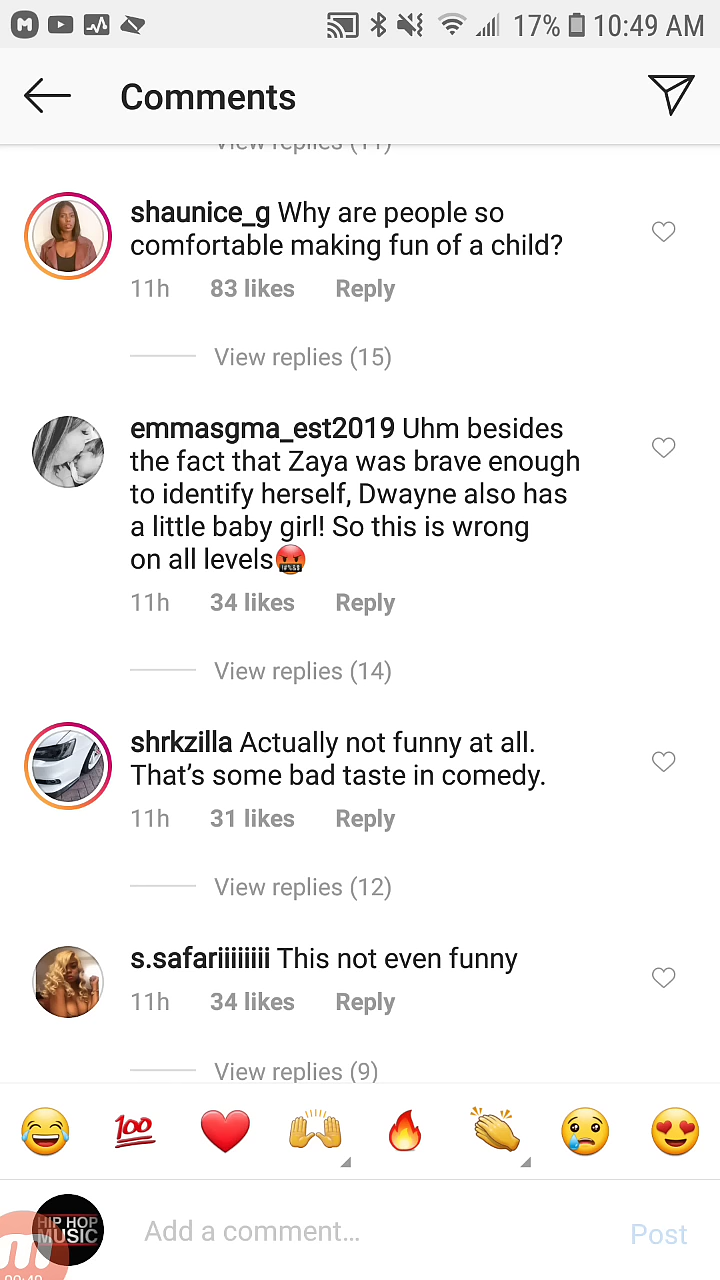 17% 10:49 AM
Comments
View replies (11)
shaunice_g Why are people so
comfortable making fun of a child?
11h 83 likes Reply
View replies (15)
emmasgma_est2019 Uhm besides
the fact that Zaya was brave enough
to identify herself, Dwayne also has
a little baby girl! So this is wrong
on all levels🤬
11h 34 likes Reply
View replies (14)
shrkzilla Actually not funny at all.
That's some bad taste in comedy.
11h 31 likes Reply
View replies (12)
s.safariiiiiiiii This not even funny
11h 34 likes Reply
View replies (9)
HIP HOP
MUSIC
Add a comment...
Post